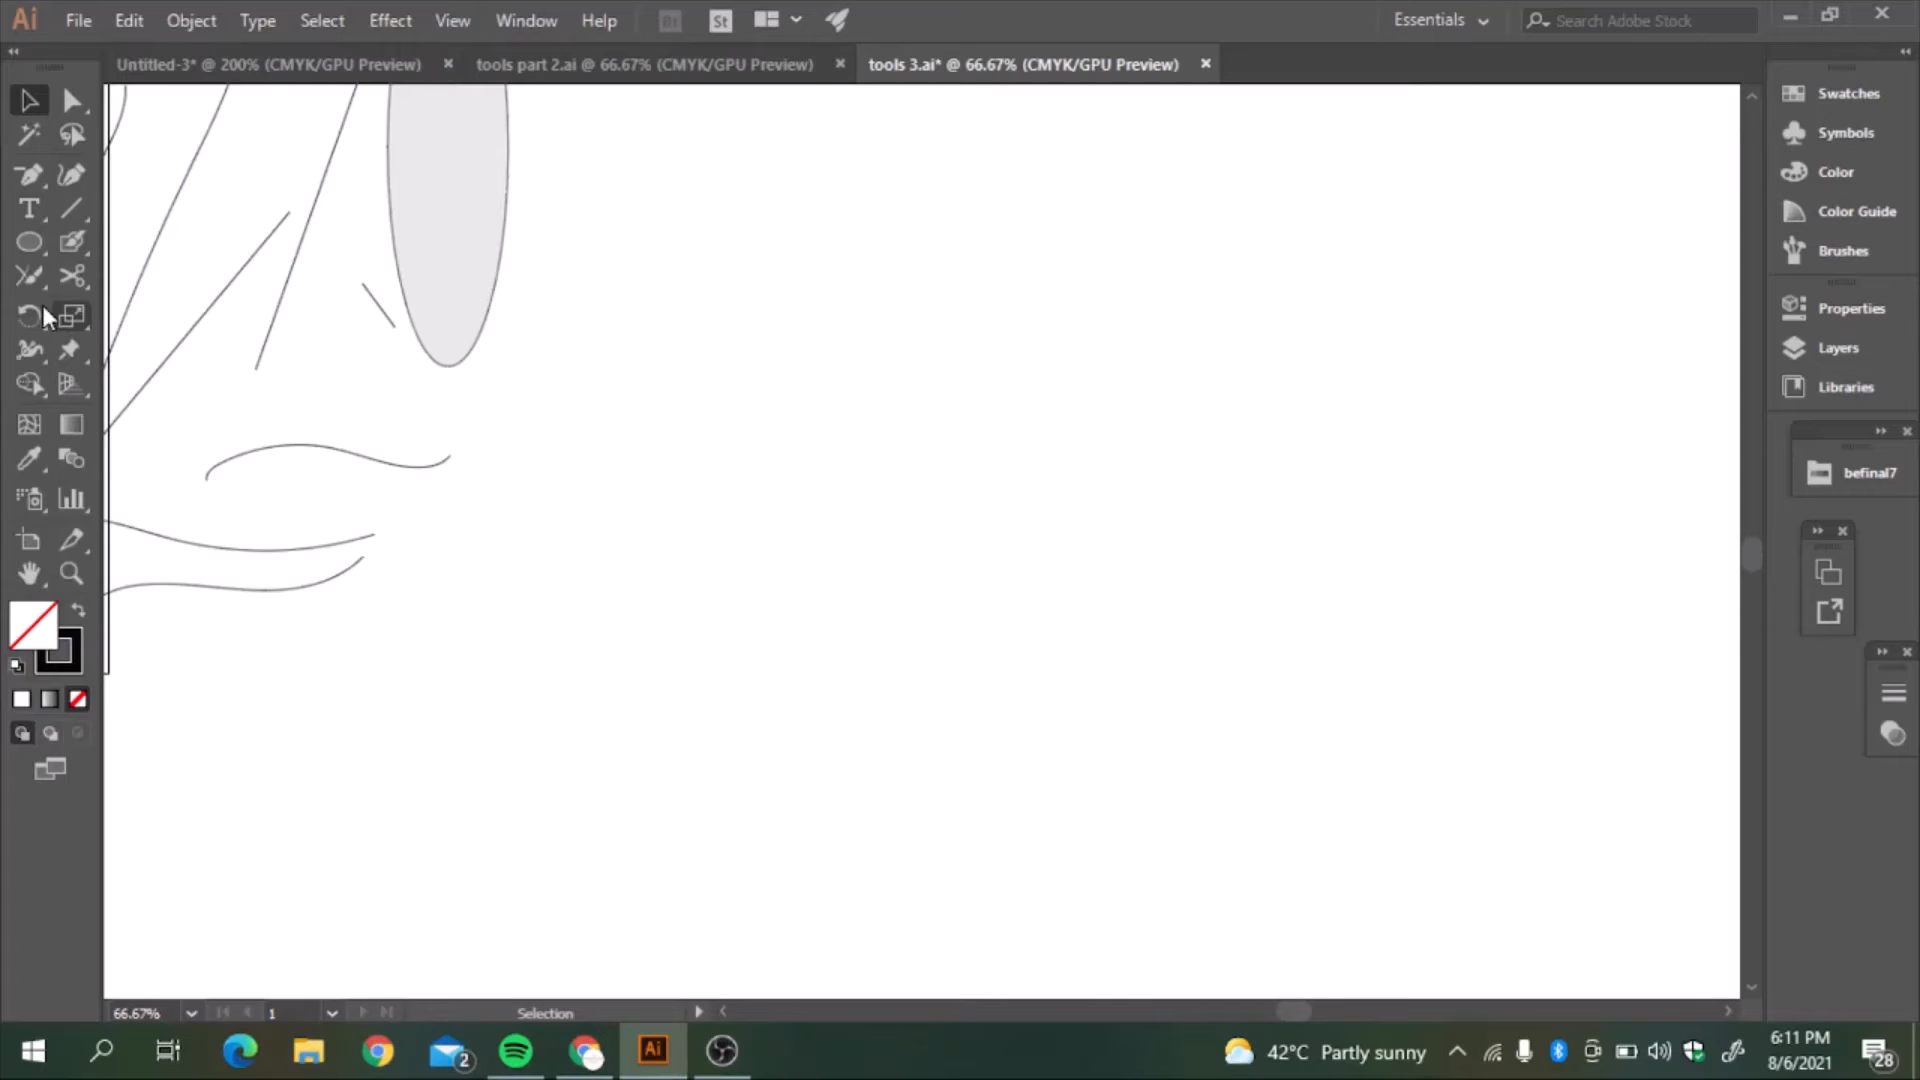 Ai File Edit Object Type Select Effect View Window Help Br St Essentials Search Adobe Stock
Untitled-3* @ 200% (CMYK/GPU Preview) tools part 2.ai @ 66.67% (CMYK/GPU Preview) tools 3.ai* @ 66.67% (CMYK/GPU Preview)
Swatches
Symbols
Color
Color Guide
Brushes
Properties
Layers
Libraries
befinal7
66.67% 1 Selection
2 Ai 42°C Partly sunny 6:11 PM
8/6/2021 28